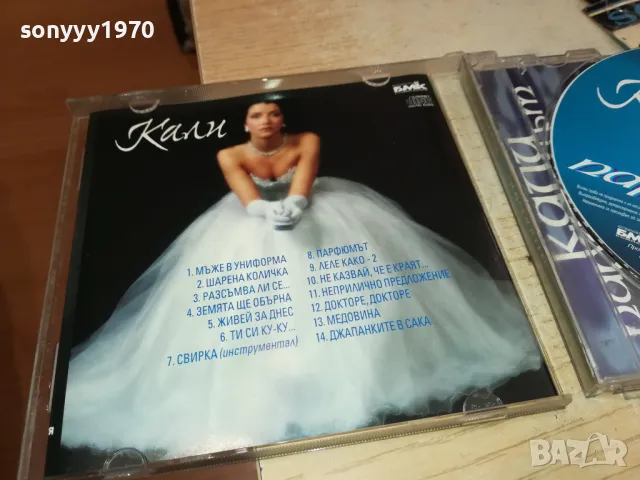 sonyyy1970
БМК
Кали
1. МЪЖЕ В УНИФОРМА
2. ШАРЕНА КОЛИЧКА
3. РАЗСЪМВА ЛИ СЕ...
4. ЗЕМЯТА ЩЕ ОБЪРНА
5. ЖИВЕЙ ЗА ДНЕС
6. ТИ СИ КУ-КУ...
7. СВИРКА (инструментал)
8. ПАРФЮМЪТ
9. ЛЕЛЕ КАКО - 2
10. НЕ КАЗВАЙ, ЧЕ Е КРАЯТ...
11. НЕПРИЛИЧНО ПРЕДЛОЖЕНИЕ
12. ДОКТОРЕ, ДОКТОРЕ
13. МЕДОВИНА
14. ДЖАПАНКИТЕ В САКА
БМК
BAZAR